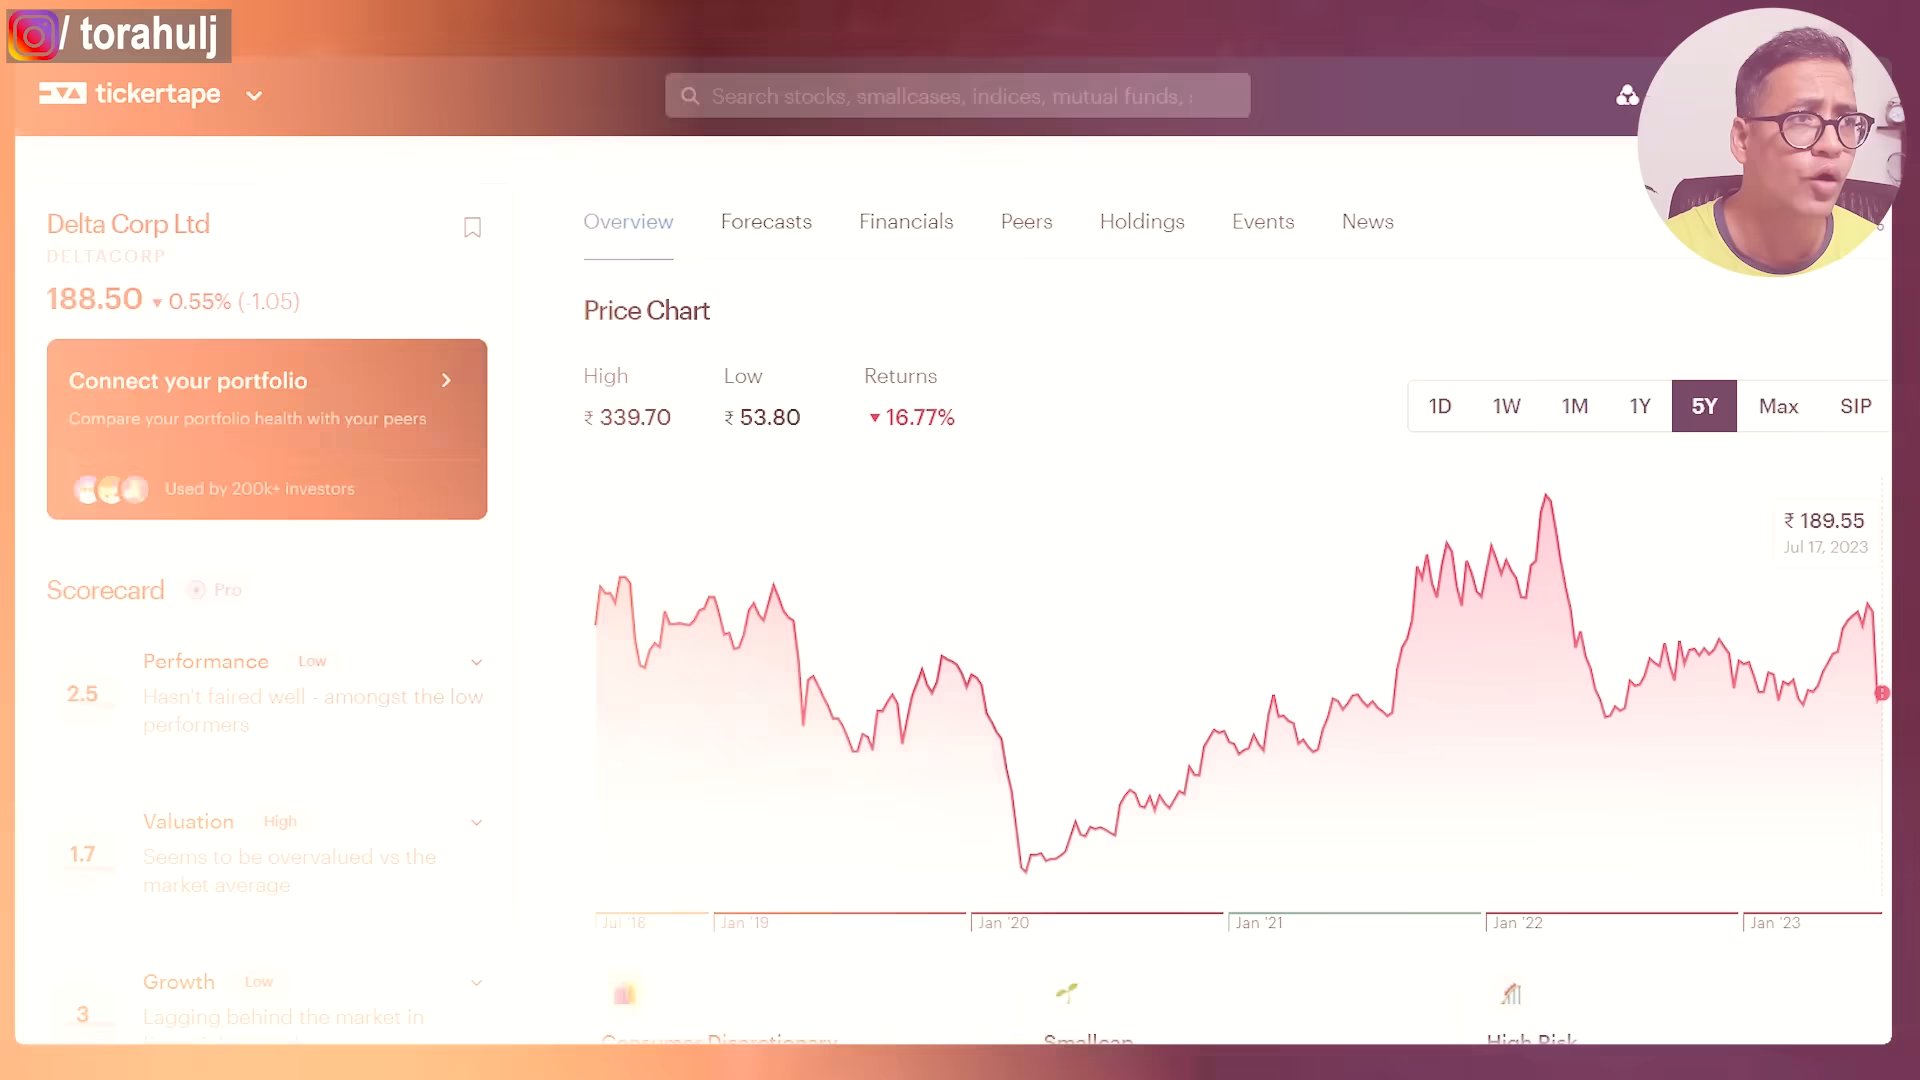 / torahulj
tickertape
Search stocks, smallcases, indices, mutual funds, :
Delta Corp Ltd
DELTACORP
188.50 ▼ 0.55% (-1.05)
Connect your portfolio
Compare your portfolio health with your peers
Used by 200k+ investors
Scorecard Pro
Performance Low
2.5
Hasn't faired well - amongst the low
performers
Valuation High
1.7
Seems to be overvalued vs the
market average
Growth Low
3
Lagging behind the market in
Overview Forecasts Financials Peers Holdings Events News
Price Chart
High Low Returns
₹ 339.70 ₹ 53.80 ▼ 16.77%
1D 1W 1M 1Y 5Y Max SIP
₹ 189.55
Jul 17, 2023
Jul '18 Jan '19 Jan '20 Jan '21 Jan '22 Jan '23
Consumer Discretionary Smallcap High Risk